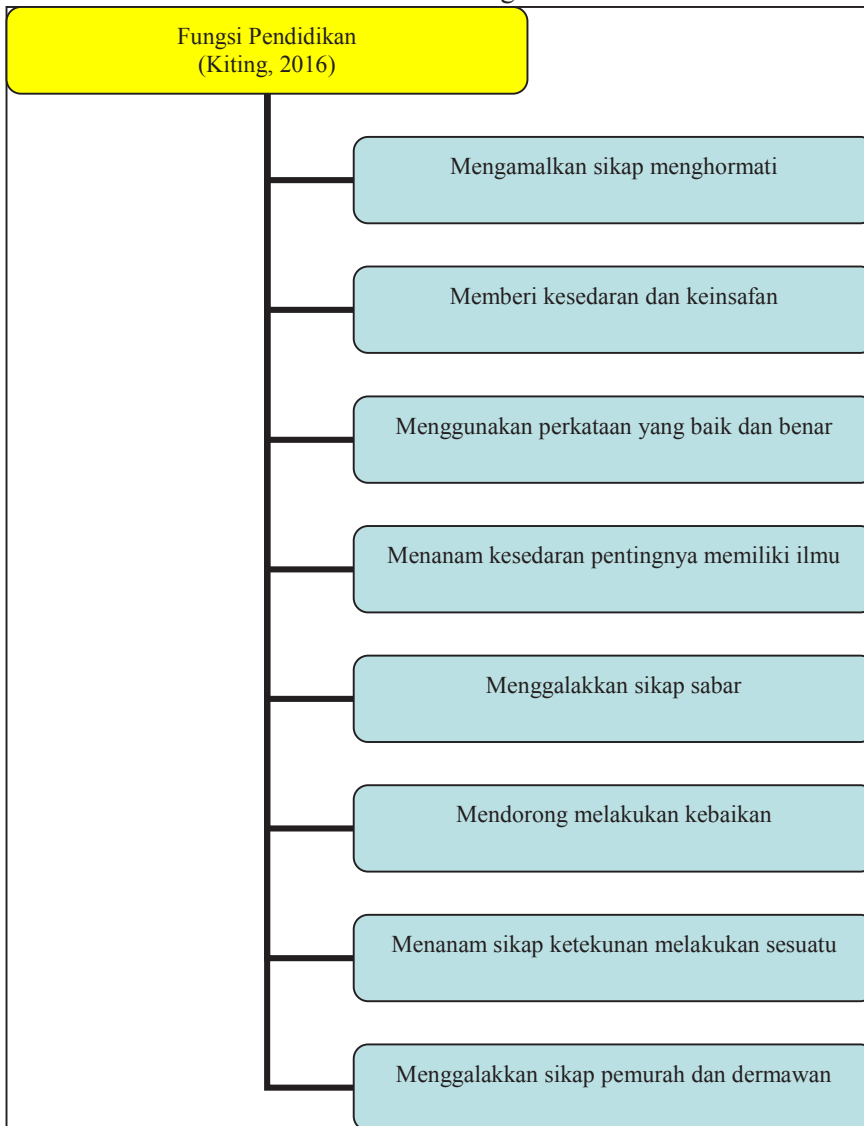 Fungsi Pendidikan
(Kiting, 2016)
Mengamalkan sikap menghormati
Memberi kesedaran dan keinsafan
Menggunakan perkataan yang baik dan benar
Menanam kesedaran pentingnya memiliki ilmu
Menggalakkan sikap sabar
Mendorong melakukan kebaikan
Menanam sikap ketekunan melakukan sesuatu
Menggalakkan sikap pemurah dan dermawan